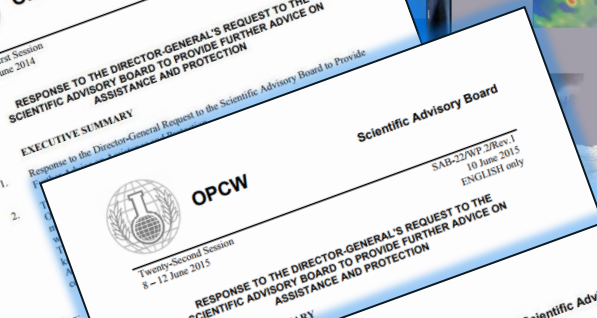 rst Session
une 2014
RESPONSE TO THE DIRECTOR-GENERAL'S REQUEST TO THE
SCIENTIFIC ADVISORY BOARD TO PROVIDE FURTHER ADVICE ON
ASSISTANCE AND PROTECTION
EXECUTIVE SUMMARY
1.
Response to the Director-General Request to the Scientific Advisory Board to Provide
2.
OPCW
Scientific Advisory Board
SAB-22/WP.2/Rev.1
10 June 2015
ENGLISH only
Twenty-Second Session
8 – 12 June 2015
RESPONSE TO THE DIRECTOR-GENERAL'S REQUEST TO THE
SCIENTIFIC ADVISORY BOARD TO PROVIDE FURTHER ADVICE ON
ASSISTANCE AND PROTECTION